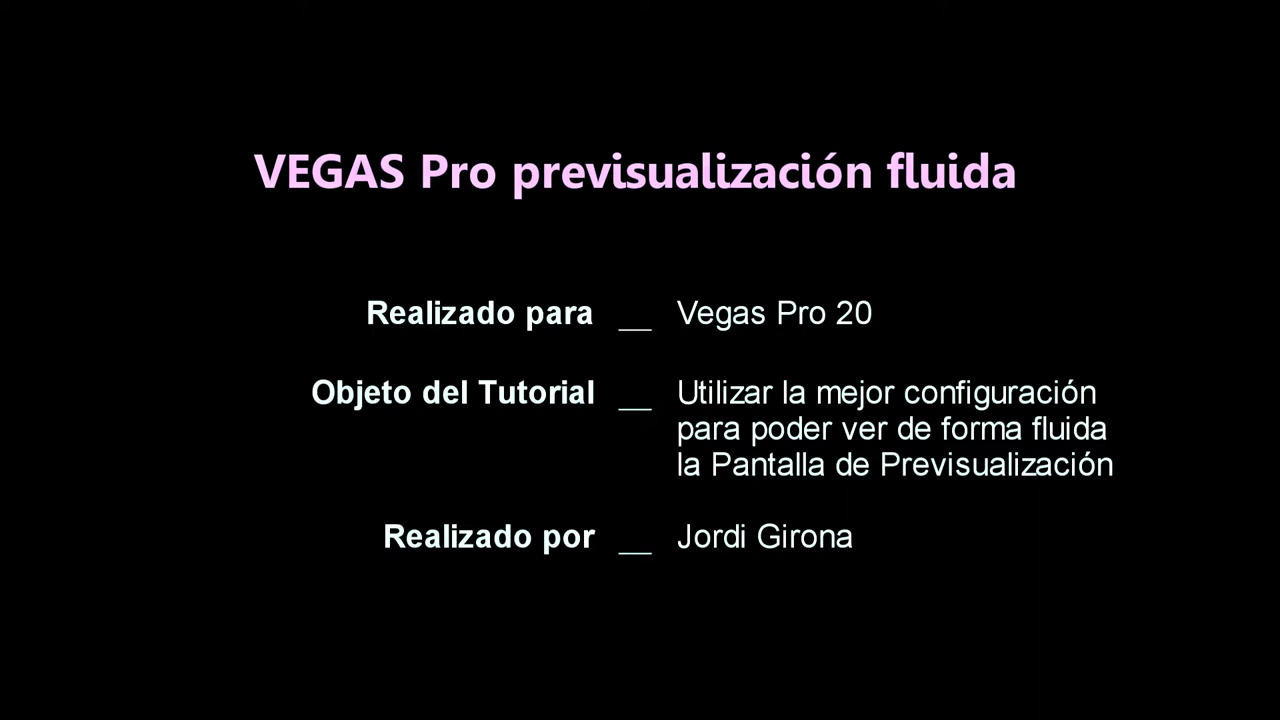 VEGAS Pro previsualización fluida
Realizado para __ Vegas Pro 20
Objeto del Tutorial __ Utilizar la mejor configuración
para poder ver de forma fluida
la Pantalla de Previsualización
Realizado por __ Jordi Girona